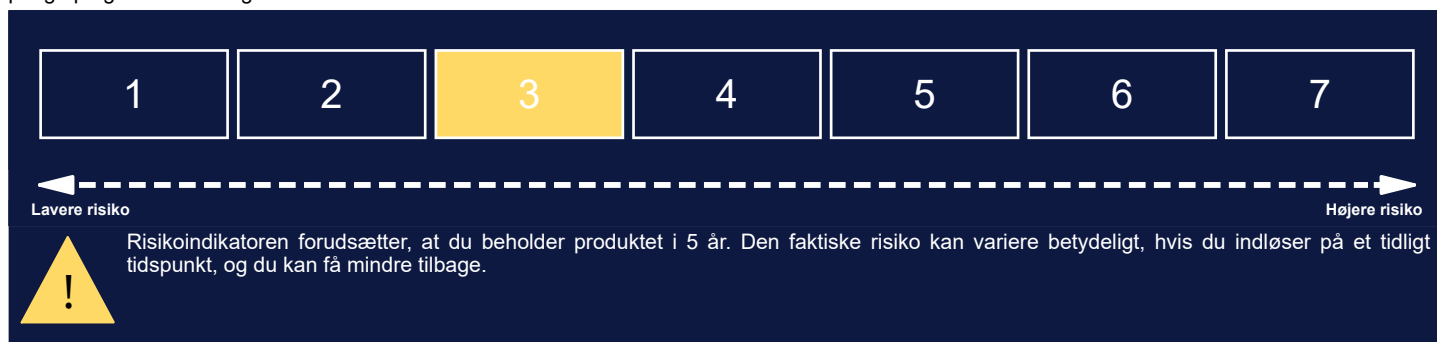 1 2 3 4 5 6 7
Lavere risiko Højere risiko
Risikoindikatoren forudsætter, at du beholder produktet i 5 år. Den faktiske risiko kan variere betydeligt, hvis du indløser på et tidligt
tidspunkt, og du kan få mindre tilbage.
!